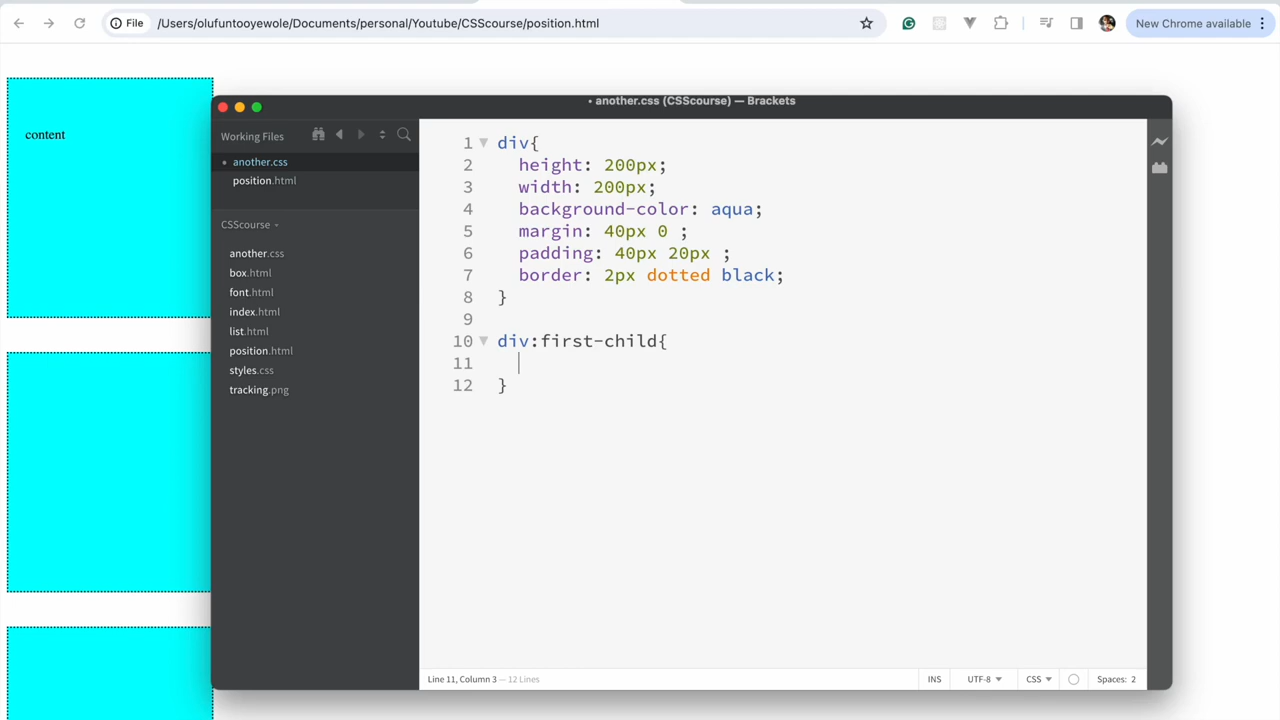 File
/Users/olufuntooyewole/Documents/personal/Youtube/CSScourse/position.html
New Chrome available
content
• another.css (CSScourse) — Brackets
Working Files
• another.css
position.html
CSScourse
another.css
box.html
font.html
index.html
list.html
position.html
styles.css
tracking.png
1 div{
2 height: 200px;
3 width: 200px;
4 background-color: aqua;
5 margin: 40px 0 ;
6 padding: 40px 20px ;
7 border: 2px dotted black;
8 }
9
10 div:first-child{
11
12 }
Line 11, Column 3 — 12 Lines
INS
UTF-8
CSS
Spaces: 2